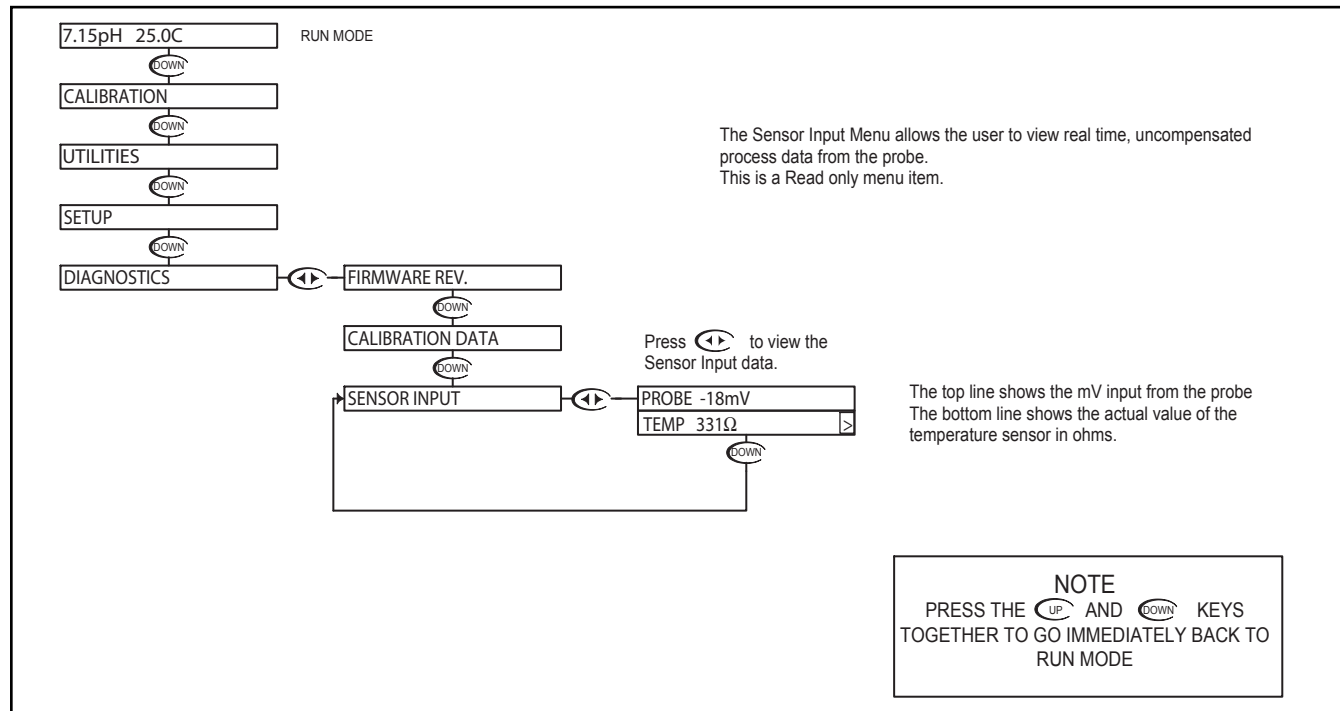 7.15pH 25.0C
RUN MODE
DOWN
CALIBRATION
DOWN
UTILITIES
DOWN
SETUP
DOWN
DIAGNOSTICS
FIRMWARE REV.
DOWN
CALIBRATION DATA
DOWN
SENSOR INPUT
The Sensor Input Menu allows the user to view real time, uncompensated
process data from the probe.
This is a Read only menu item.
Press to view the
Sensor Input data.
PROBE -18mV
TEMP 331Ω >
DOWN
The top line shows the mV input from the probe
The bottom line shows the actual value of the
temperature sensor in ohms.
NOTE
PRESS THE UP AND DOWN KEYS
TOGETHER TO GO IMMEDIATELY BACK TO
RUN MODE